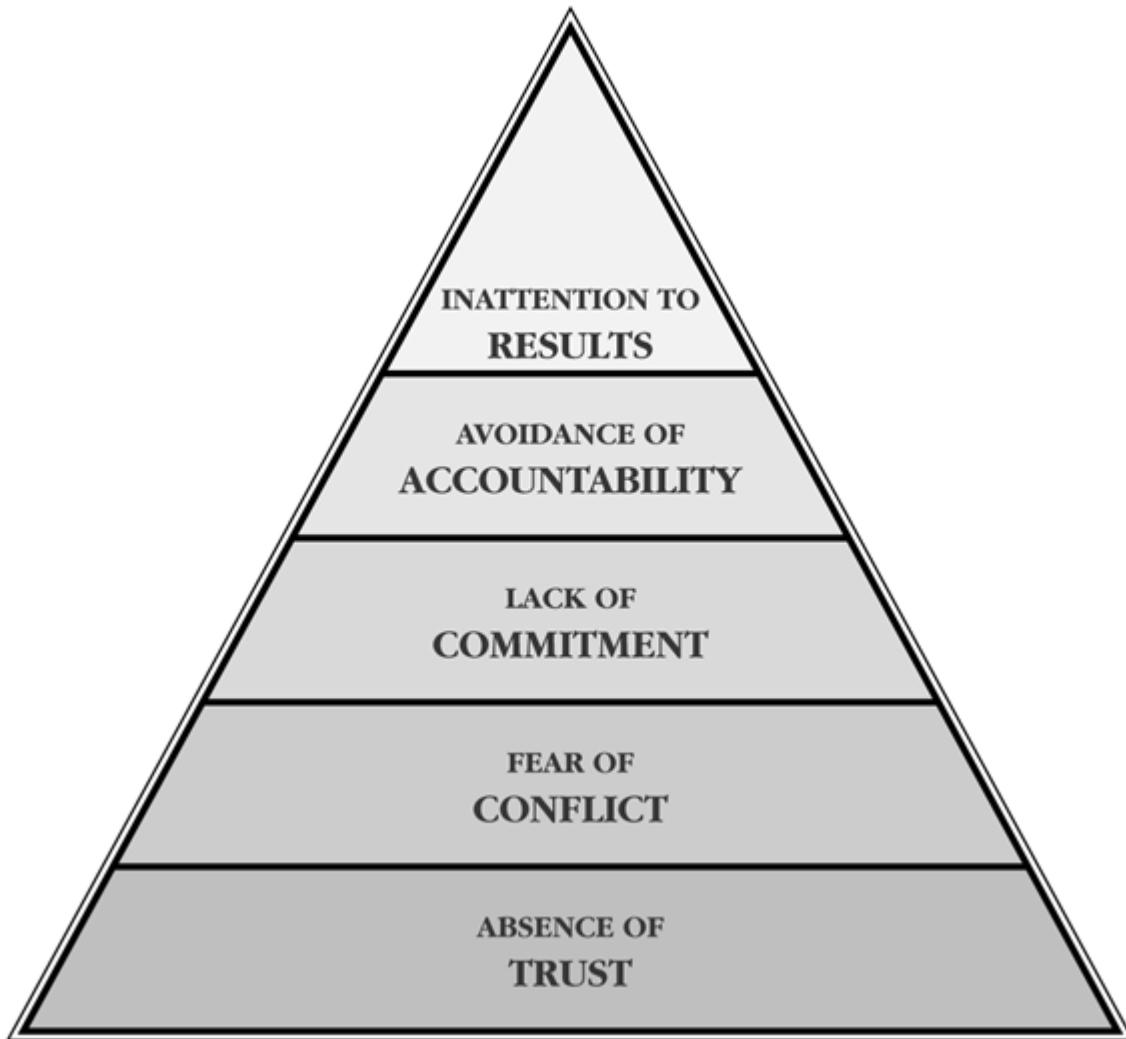 INATTENTION TO
RESULTS
AVOIDANCE OF
ACCOUNTABILITY
LACK OF
COMMITMENT
FEAR OF
CONFLICT
ABSENCE OF
TRUST